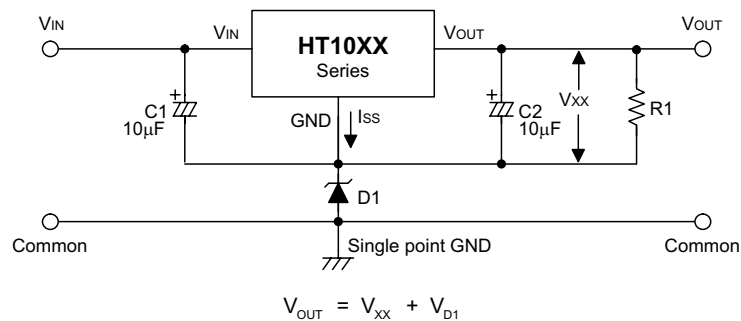 VIN VIN HT10XX VOUT VOUT
Series
C1
10μF
GND
ISS
C2
10μF
VXX
R1
D1
Common
Single point GND
Common
VOUT = VXX + VD1